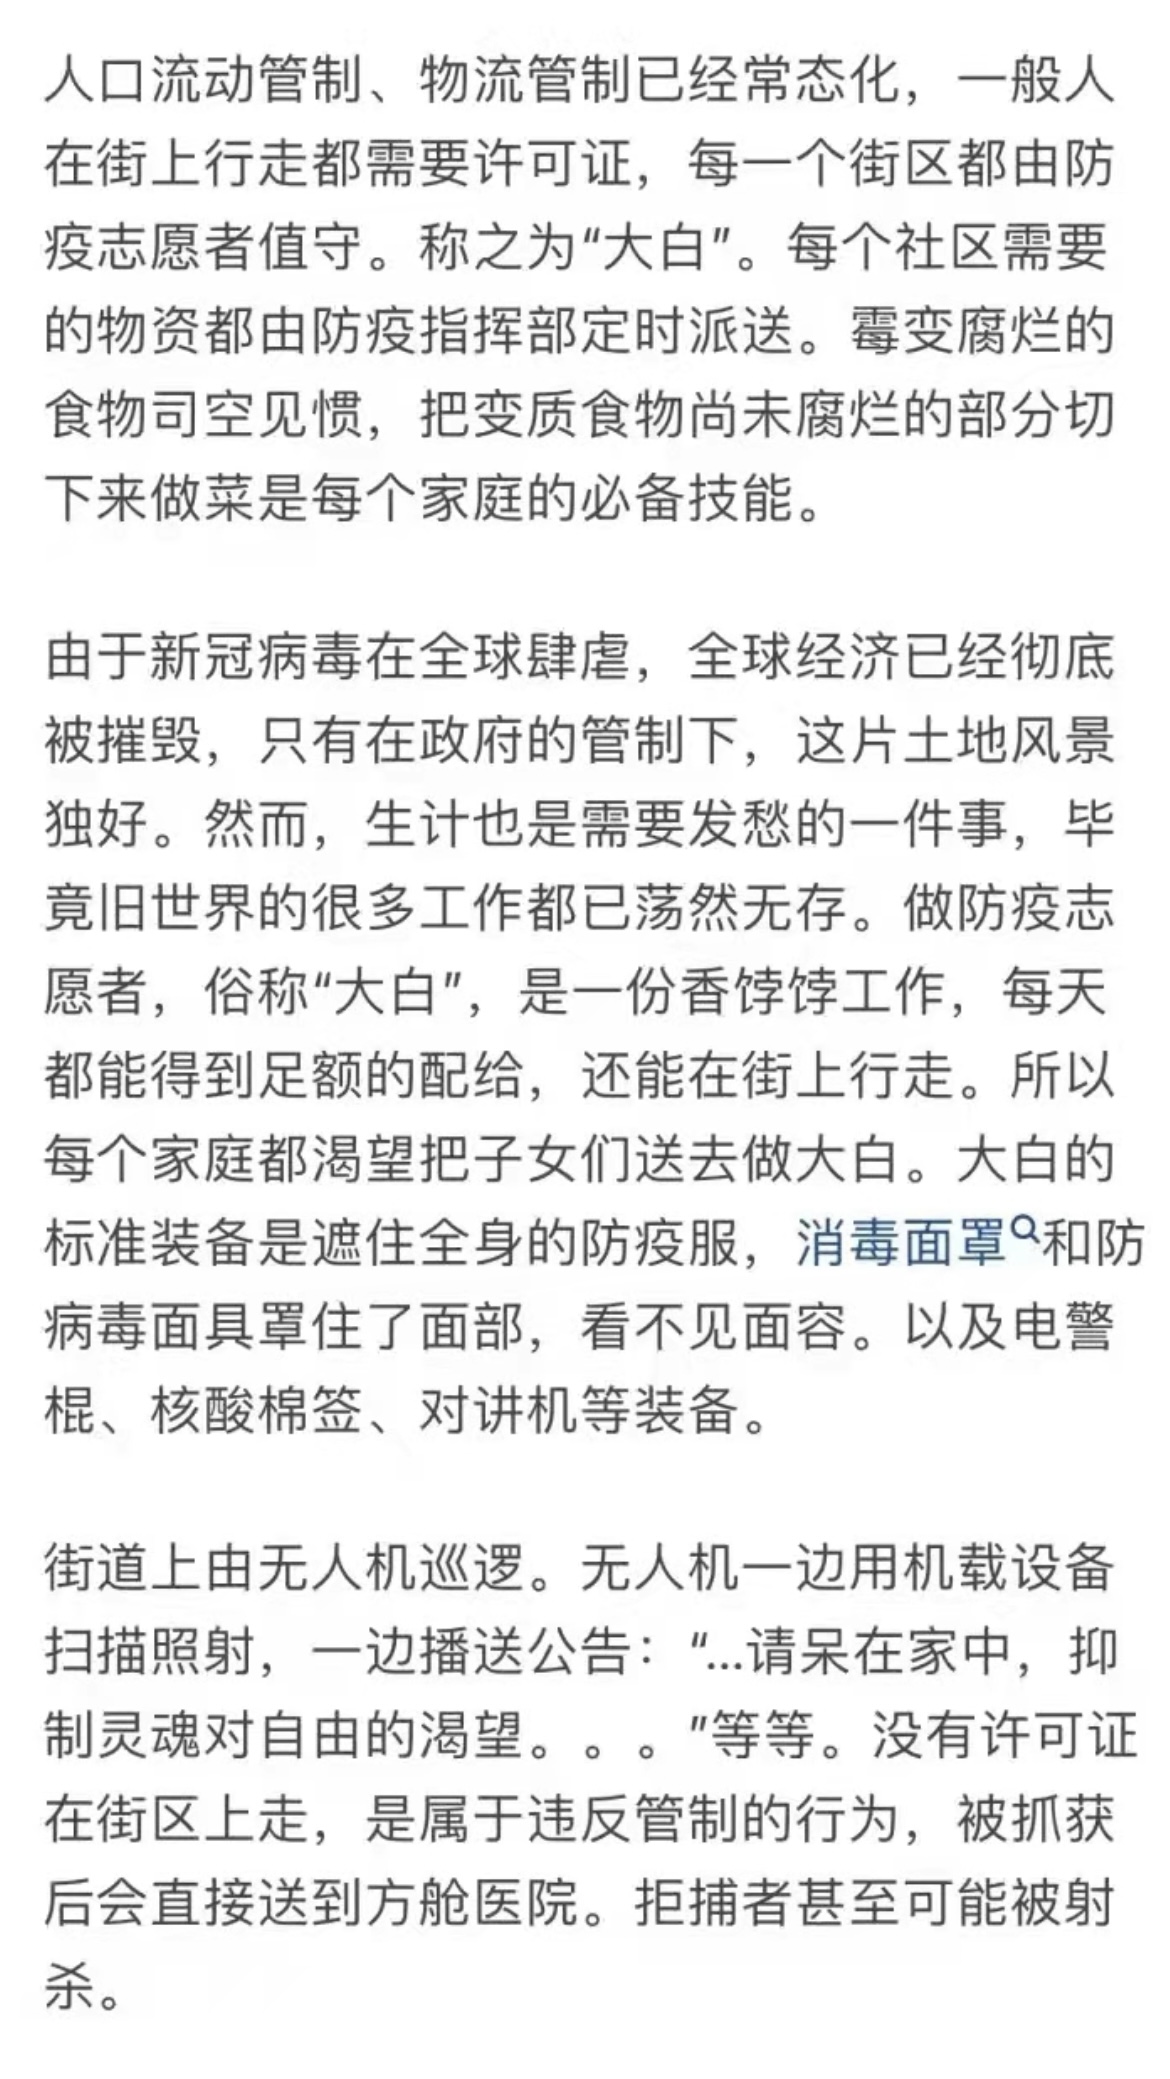 人口流动管制、物流管制已经常态化，一般人
在街上行走都需要许可证，每一个街区都由防
疫志愿者值守。称之为“大白”。每个社区需要
的物资都由防疫指挥部定时派送。霉变腐烂的
食物司空见惯，把变质食物尚未腐烂的部分切
下来做菜是每个家庭的必备技能。
由于新冠病毒在全球肆虐，全球经济已经彻底
被摧毁，只有在政府的管制下，这片土地风景
独好。然而，生计也是需要发愁的一件事，毕
竟旧世界的很多工作都已荡然无存。做防疫志
愿者，俗称“大白”，是一份香饽饽工作，每天
都能得到足额的配给，还能在街上行走。所以
每个家庭都渴望把子女们送去做大白。大白的
标准装备是遮住全身的防疫服，消毒面罩和防
病毒面具罩住了面部，看不见面容。以及电警
棍、核酸棉签、对讲机等装备。
街道上由无人机巡逻。无人机一边用机载设备
扫描照射，一边播送公告：“...请呆在家中，抑
制灵魂对自由的渴望。。。”等等。没有许可证
在街区上走，是属于违反管制的行为，被抓获
后会直接送到方舱医院。拒捕者甚至可能被射
杀。